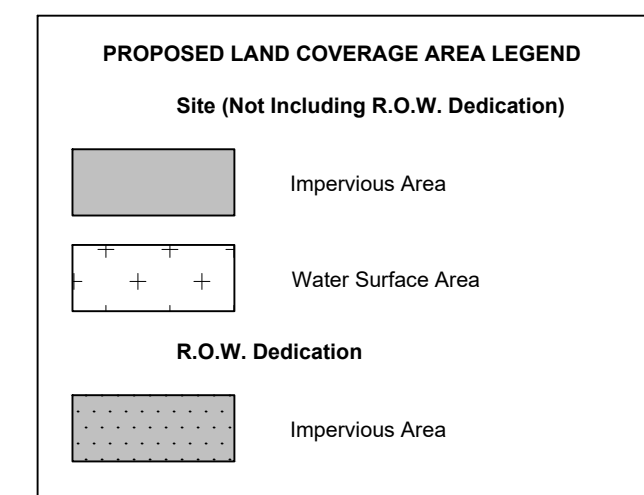 PROPOSED LAND COVERAGE AREA LEGEND
Site (Not Including R.O.W. Dedication)
Impervious Area
Water Surface Area
R.O.W. Dedication
Impervious Area